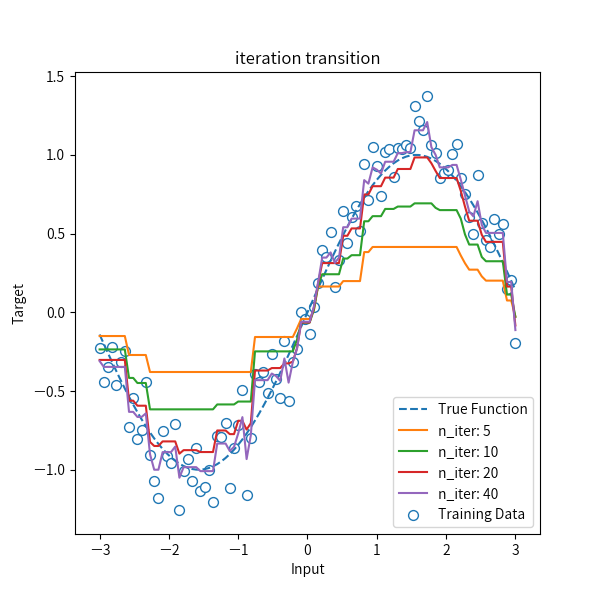 iteration transition
1.5
1.0
0.5
0.0
−0.5
−1.0
Target
−3
−2
−1
0
1
2
3
Input
True Function
n_iter: 5
n_iter: 10
n_iter: 20
n_iter: 40
Training Data